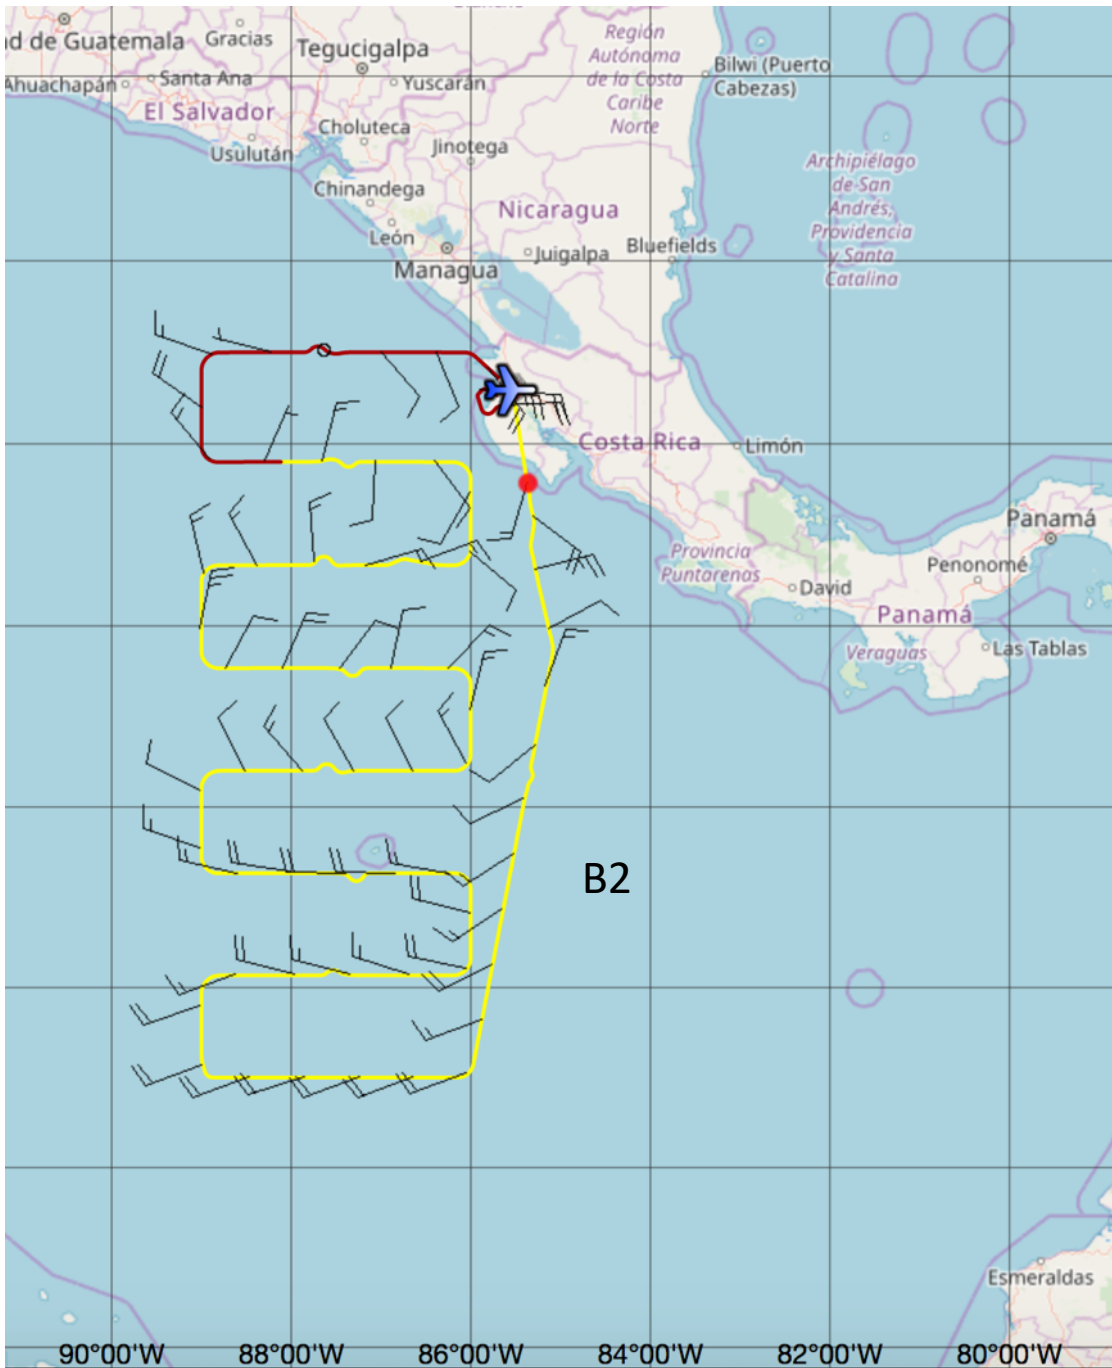 d de Guatemala
Gracias
Tegucigalpa
Región
Autónoma
de la Costa
Caribe
Norte
Bilwi (Puerto
Cabezas)
Ahuachapán
Santa Ana
Yuscarán
El Salvador
Choluteca
Usulután
Jinotega
Archipiélago
de San
Andrés,
Providencia
y Santa
Catalina
Chinandega
Nicaragua
León
Juigalpa
Bluefields
Managua
Costa Rica
Limón
Panamá
Provincia
Puntarenas
David
Penonomé
Panamá
Veraguas
Las Tablas
B2
Esmeraldas
90°00'W
88°00'W
86°00'W
84°00'W
82°00'W
80°00'W